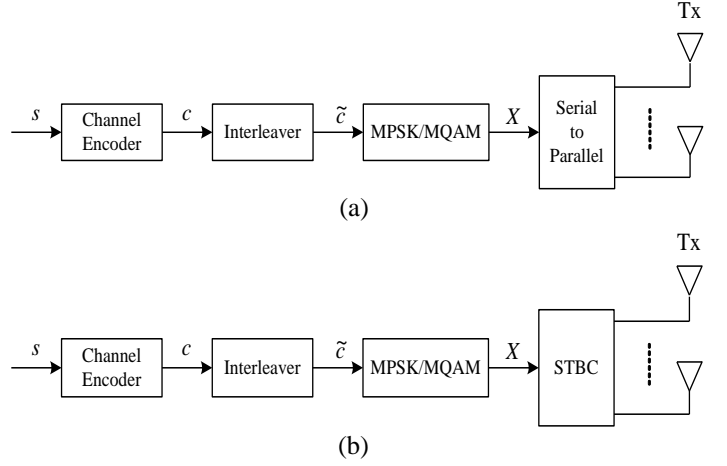 Tx
s
Channel
Encoder
c
Interleaver
c̃
MPSK/MQAM
X
Serial
to
Parallel
(a)
Tx
s
Channel
Encoder
c
Interleaver
c̃
MPSK/MQAM
X
STBC
(b)